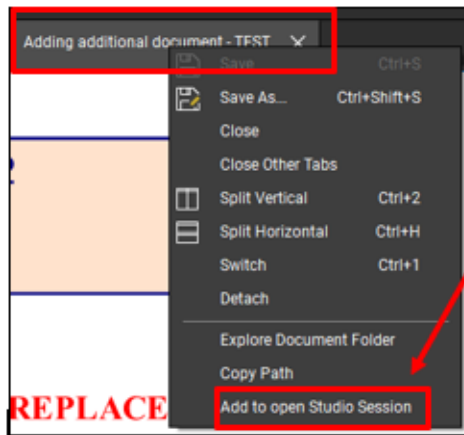 Adding additional document - TEST
Save Ctrl+S
Save As... Ctrl+Shift+S
Close
Close Other Tabs
Split Vertical Ctrl+2
Split Horizontal Ctrl+H
Switch Ctrl+1
Detach
Explore Document Folder
Copy Path
Add to open Studio Session
REPLACE